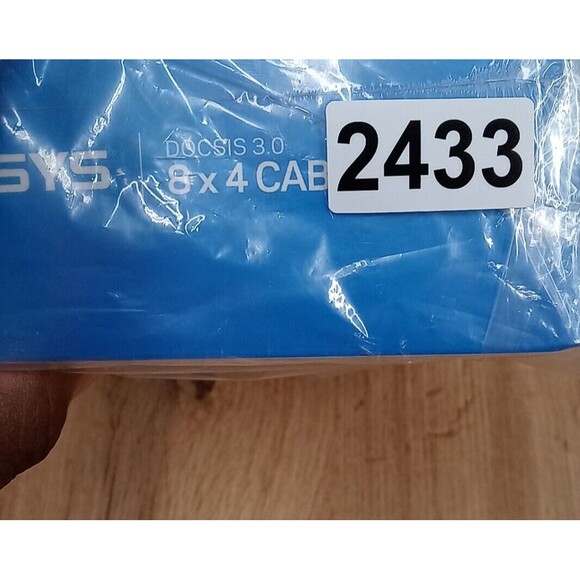 SYS
DOCSIS 3.0
8 x 4 CAB
2433